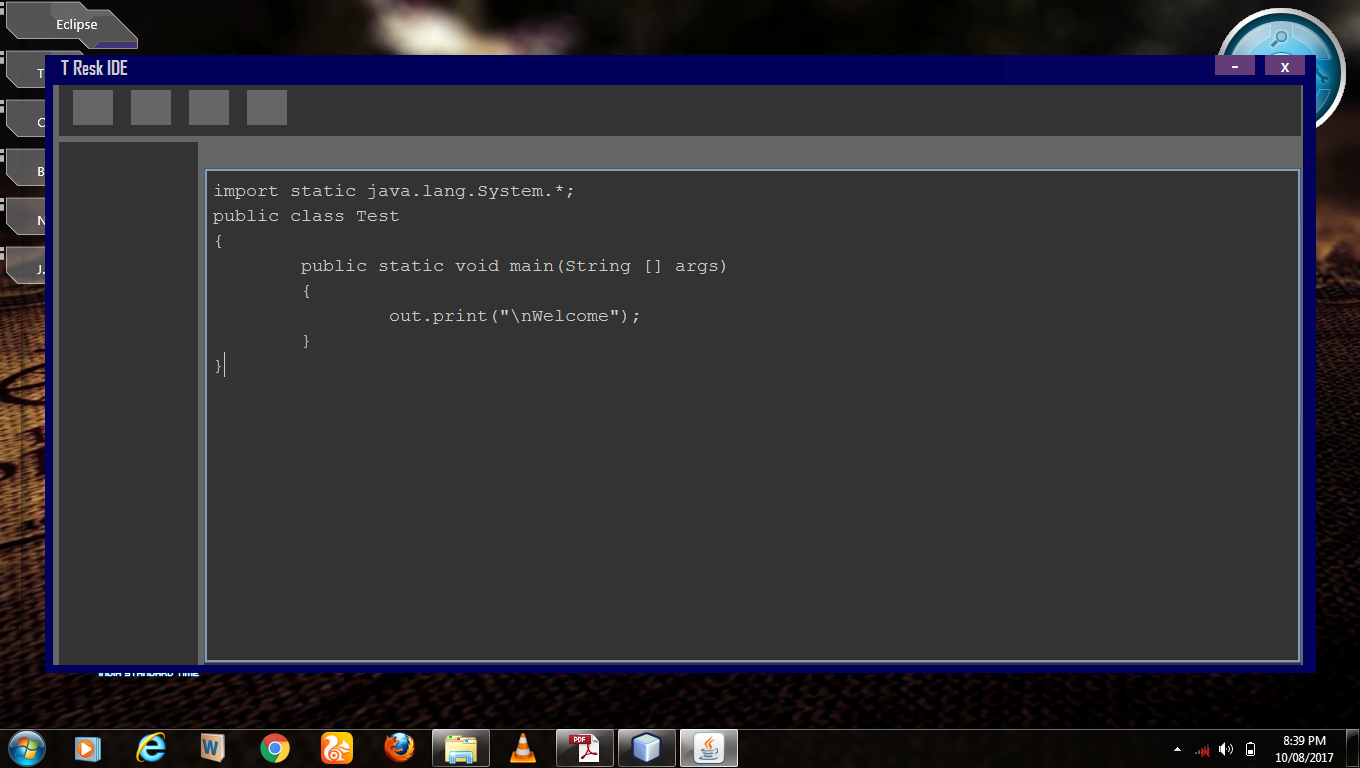 Eclipse
T Resk IDE
-
x
T
C
B
N
J.
import static java.lang.System.*;
public class Test
{
public static void main(String [] args)
{
out.print("\nWelcome");
}
}
INDIA STANDARD TIME
W
PDF
8:39 PM
10/08/2017